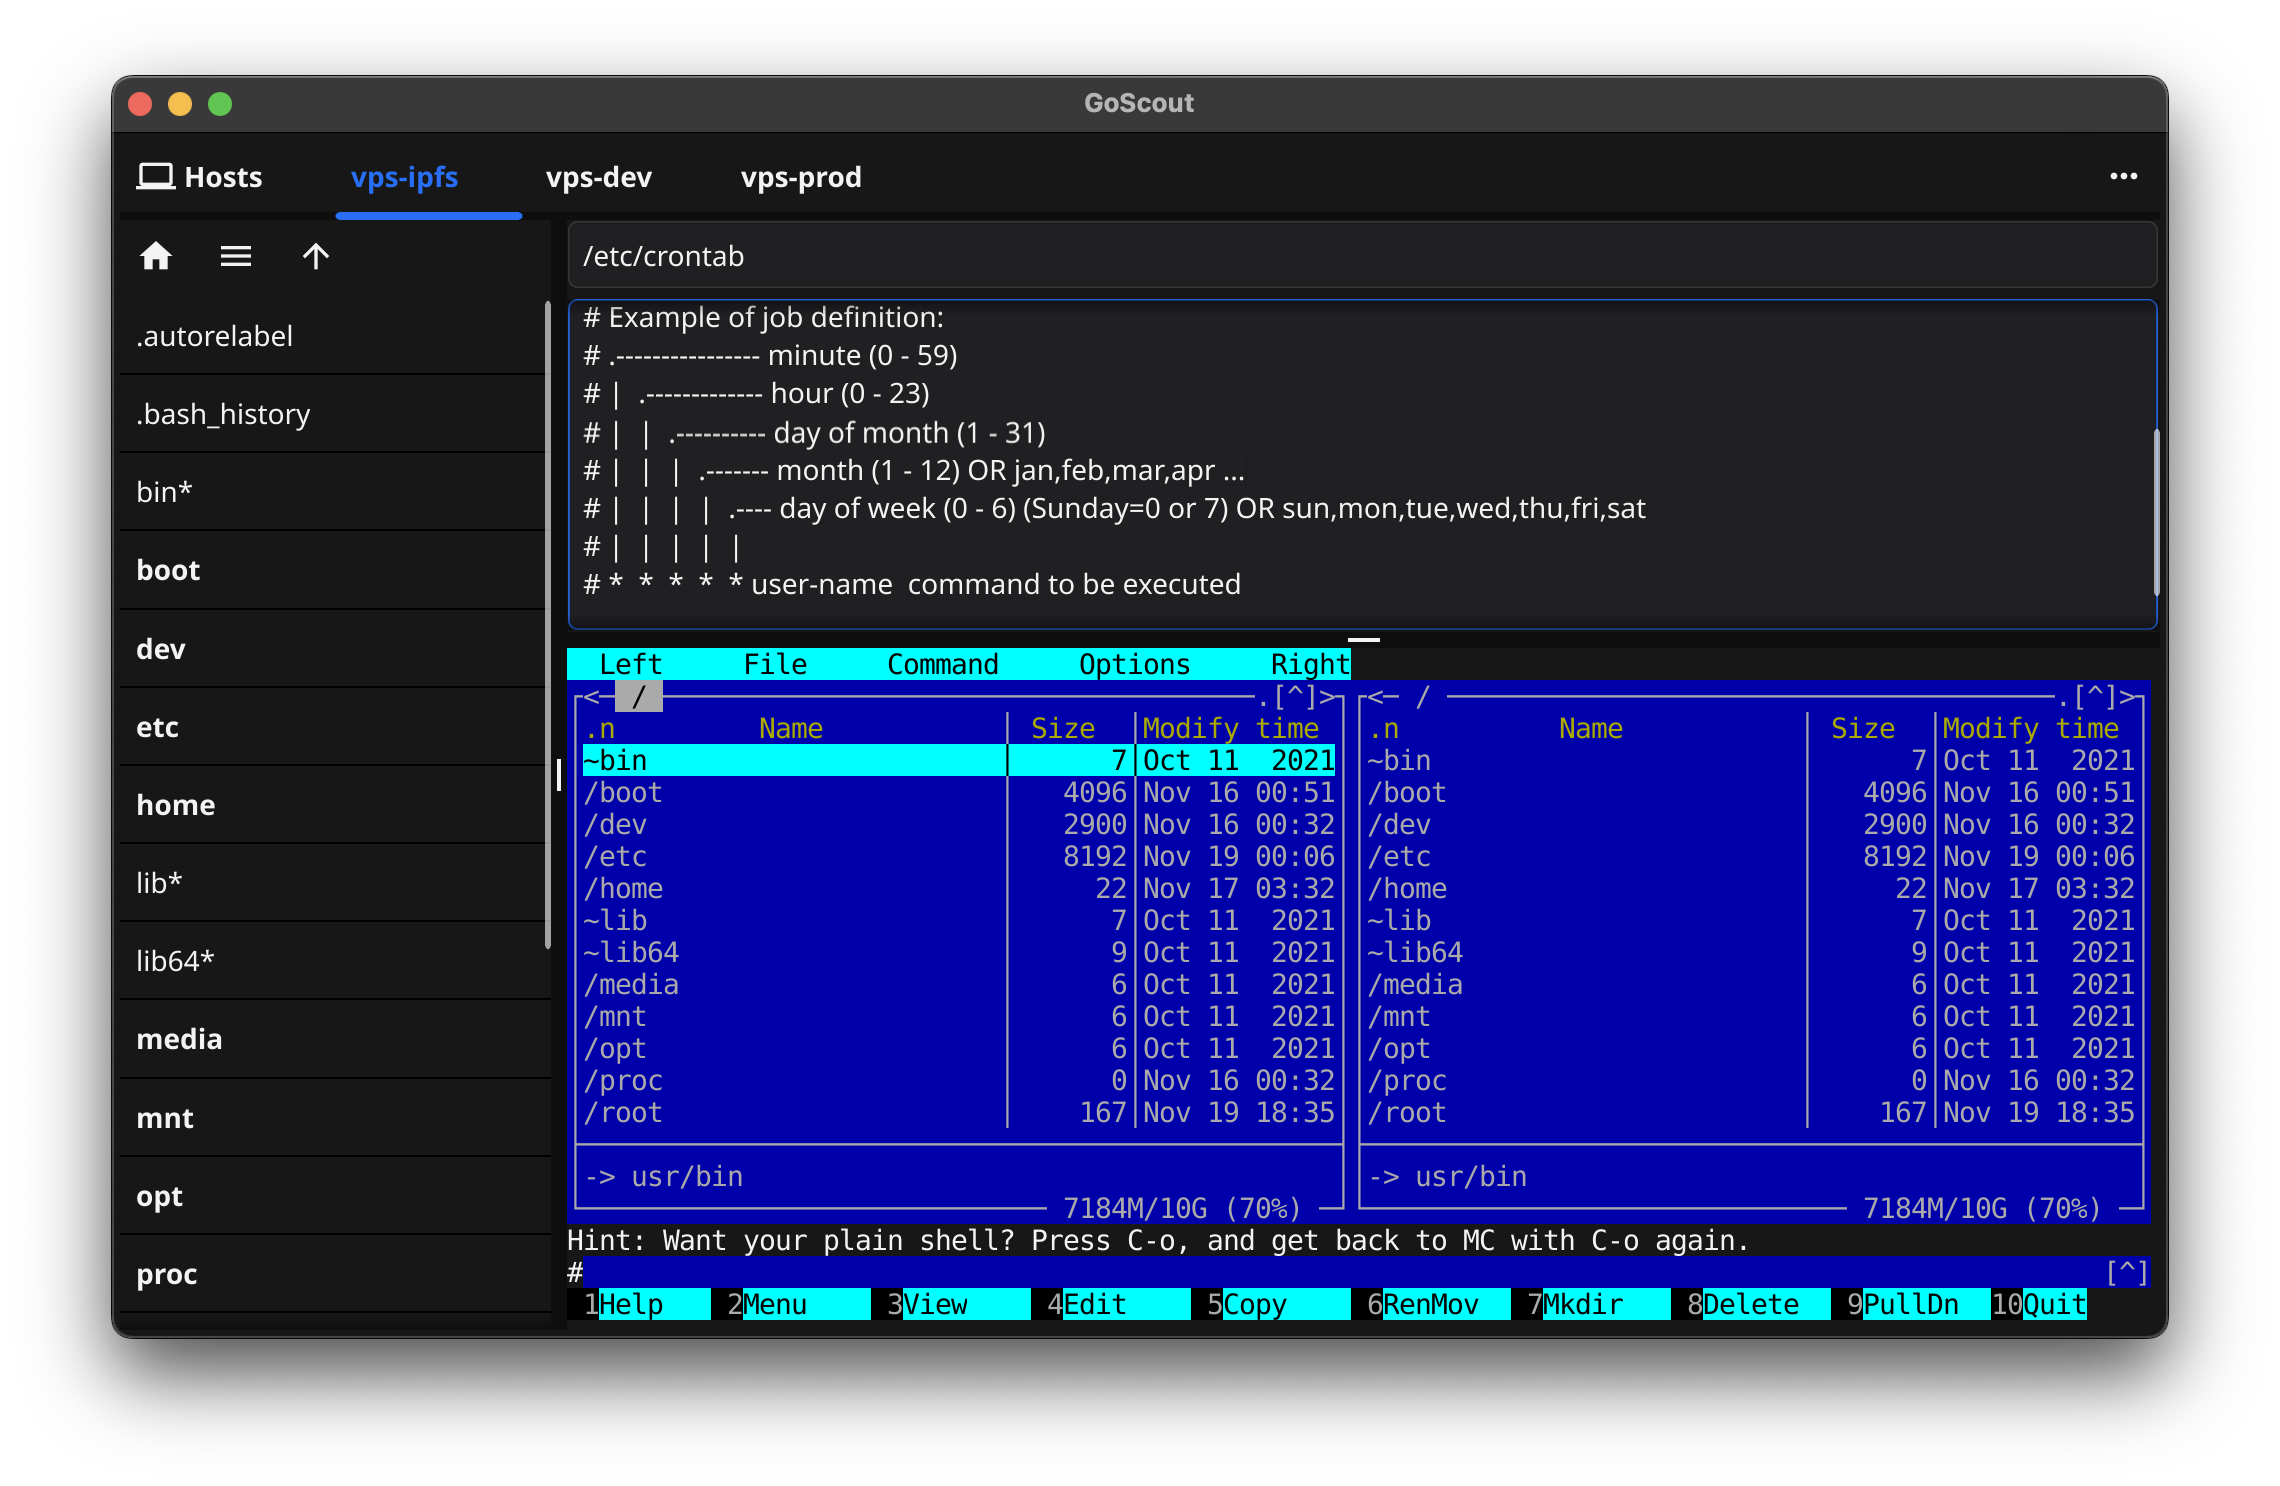 GoScout
Hosts vps-ipfs vps-dev vps-prod ...
.autorelabel
.bash_history
bin*
boot
dev
etc
home
lib*
lib64*
media
mnt
opt
proc
/etc/crontab
# Example of job definition:
# .---------------- minute (0 - 59)
# | .------------- hour (0 - 23)
# | | .---------- day of month (1 - 31)
# | | | .------- month (1 - 12) OR jan,feb,mar,apr ...
# | | | | .---- day of week (0 - 6) (Sunday=0 or 7) OR sun,mon,tue,wed,thu,fri,sat
# | | | | |
# * * * * * user-name  command to be executed
Left File Command Options Right
<─ / .[^]> <─ / .[^]>
.n Name Size Modify time .n Name Size Modify time
~bin 7 Oct 11 2021 ~bin 7 Oct 11 2021
/boot 4096 Nov 16 00:51 /boot 4096 Nov 16 00:51
/dev 2900 Nov 16 00:32 /dev 2900 Nov 16 00:32
/etc 8192 Nov 19 00:06 /etc 8192 Nov 19 00:06
/home 22 Nov 17 03:32 /home 22 Nov 17 03:32
~lib 7 Oct 11 2021 ~lib 7 Oct 11 2021
~lib64 9 Oct 11 2021 ~lib64 9 Oct 11 2021
/media 6 Oct 11 2021 /media 6 Oct 11 2021
/mnt 6 Oct 11 2021 /mnt 6 Oct 11 2021
/opt 6 Oct 11 2021 /opt 6 Oct 11 2021
/proc 0 Nov 16 00:32 /proc 0 Nov 16 00:32
/root 167 Nov 19 18:35 /root 167 Nov 19 18:35
-> usr/bin -> usr/bin
7184M/10G (70%) 7184M/10G (70%)
Hint: Want your plain shell? Press C-o, and get back to MC with C-o again.
# [^]
1Help 2Menu 3View 4Edit 5Copy 6RenMov 7Mkdir 8Delete 9PullDn 10Quit